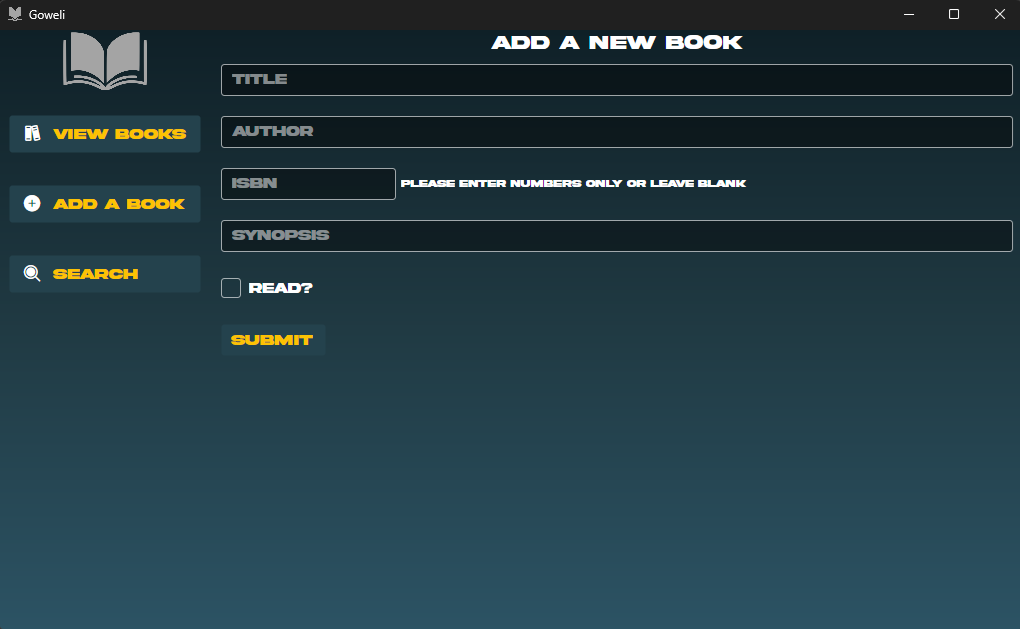 Goweli
ADD A NEW BOOK
TITLE
VIEW BOOKS
AUTHOR
ISBN PLEASE ENTER NUMBERS ONLY OR LEAVE BLANK
ADD A BOOK
SYNOPSIS
SEARCH
READ?
SUBMIT